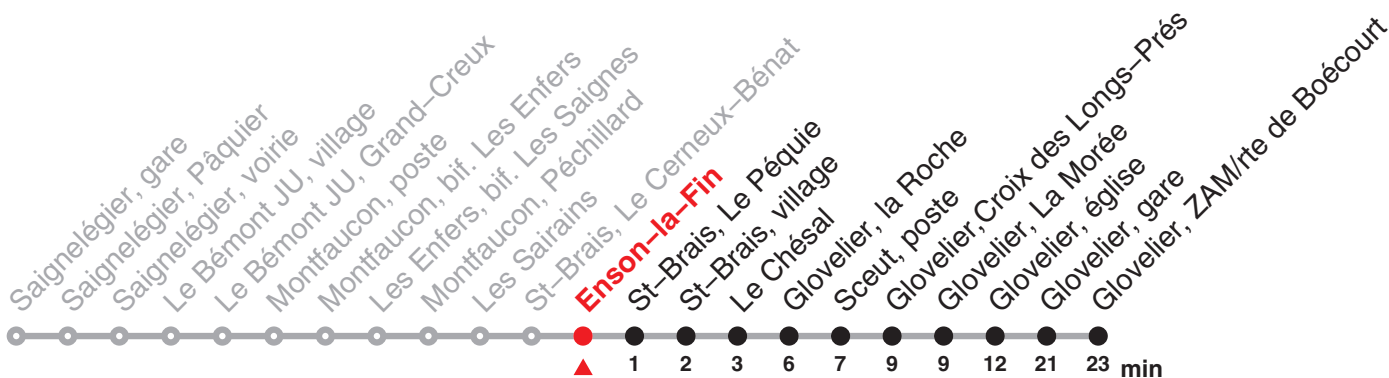 Saignelégier, gare
Saignelégier, Pâquier
Saignelégier, voirie
Le Bémont JU, village
Le Bémont JU, Grand–Creux
Montfaucon, poste
Montfaucon, bif. Les Enfers
Les Enfers, bif. Les Saignes
Montfaucon, Péchillard
Les Sairains
St–Brais, Le Cerneux–Bénat
Enson–la–Fin
St–Brais, Le Péquie
St–Brais, village
Le Chésal
Glovelier, la Roche
Sceut, poste
Glovelier,Croix des Longs–Prés
Glovelier, La Morée
Glovelier, église
Glovelier, gare
Glovelier, ZAM/rte de Boécourt
1 2 3 6 7 9 9 12 21 23 min